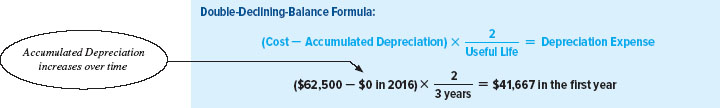 Double-Declining-Balance Formula:
Accumulated Depreciation
increases over time
(Cost — Accumulated Depreciation) × 2 / Useful Life = Depreciation Expense
($62,500 — $0 in 2016) × 2 / 3 years = $41,667 in the first year